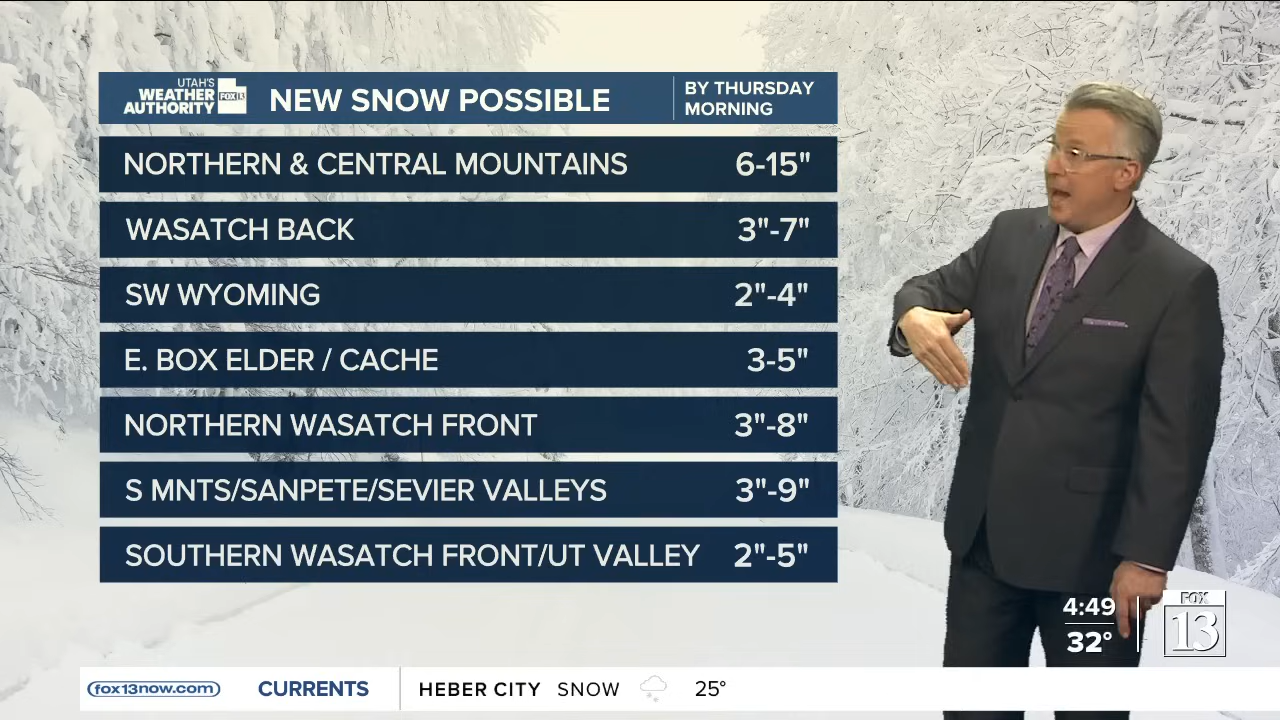 UTAH'S
WEATHER
AUTHORITY
FOX 13
NEW SNOW POSSIBLE
BY THURSDAY
MORNING
NORTHERN & CENTRAL MOUNTAINS 6-15"
WASATCH BACK 3"-7"
SW WYOMING 2"-4"
E. BOX ELDER / CACHE 3-5"
NORTHERN WASATCH FRONT 3"-8"
S MNTS/SANPETE/SEVIER VALLEYS 3"-9"
SOUTHERN WASATCH FRONT/UT VALLEY 2"-5"
4:49
32°
FOX
13
fox13now.com CURRENTS HEBER CITY SNOW 25°